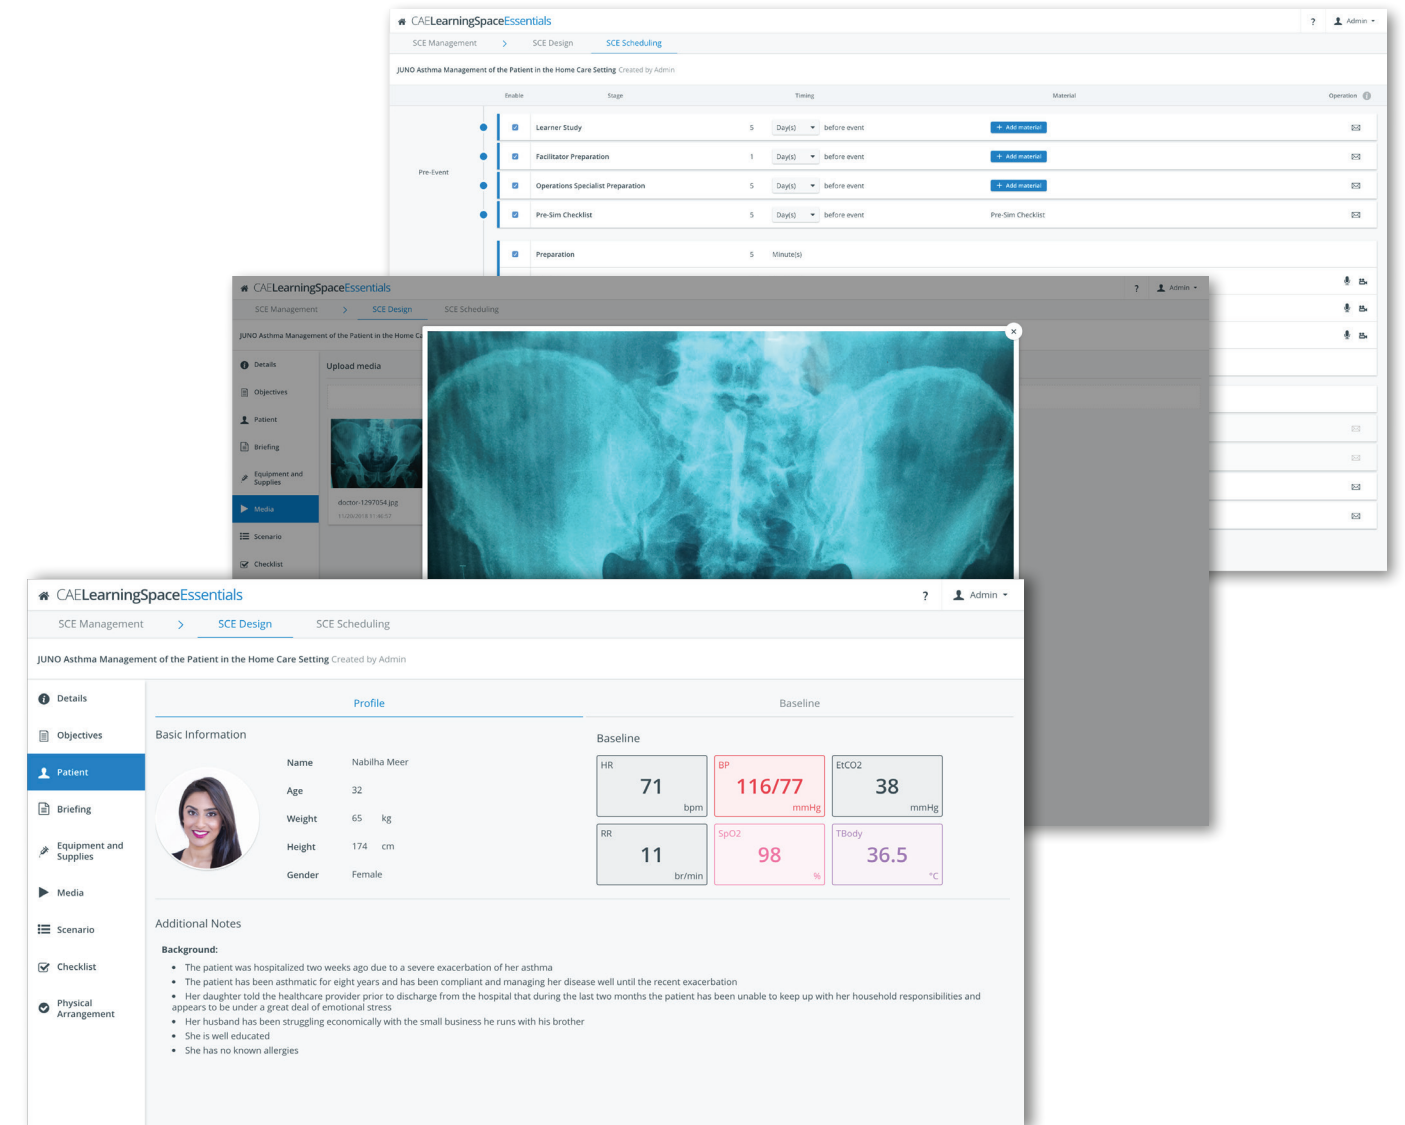 CAELearningSpaceEssentials
?
Admin
SCE Management
SCE Design
SCE Scheduling
JUNO Asthma Management of the Patient in the Home Care Setting Created by Admin
Enable
Stage
Timing
Material
Operation
Pre-Event
Learner Study
5
Day(s)
before event
+ Add material
Facilitator Preparation
1
Day(s)
before event
+ Add material
Operations Specialist Preparation
5
Day(s)
before event
+ Add material
Pre-Sim Checklist
5
Day(s)
before event
Pre-Sim Checklist
Preparation
5
Minute(s)
CAELearningSpaceEssentials
?
Admin
SCE Management
SCE Design
SCE Scheduling
JUNO Asthma Management of the Patient in the Home Ca
Details
Objectives
Patient
Briefing
Equipment and
Supplies
Media
Scenario
Checklist
Upload media
doctor-1297054.jpg
CAELearningSpaceEssentials
?
Admin
SCE Management
SCE Design
SCE Scheduling
JUNO Asthma Management of the Patient in the Home Care Setting Created by Admin
Details
Objectives
Patient
Briefing
Equipment and
Supplies
Media
Scenario
Checklist
Physical
Arrangement
Profile
Baseline
Basic Information
Name Nabilha Meer
Age 32
Weight 65 kg
Height 174 cm
Gender Female
Baseline
HR
71
bpm
BP
116/77
mmHg
EtCO2
38
mmHg
RR
11
br/min
SpO2
98
%
TBody
36.5
°C
Additional Notes
Background:
• The patient was hospitalized two weeks ago due to a severe exacerbation of her asthma
• The patient has been asthmatic for eight years and has been compliant and managing her disease well until the recent exacerbation
• Her daughter told the healthcare provider prior to discharge from the hospital that during the last two months the patient has been unable to keep up with her household responsibilities and
appears to be under a great deal of emotional stress
• Her husband has been struggling economically with the small business he runs with his brother
• She is well educated
• She has no known allergies